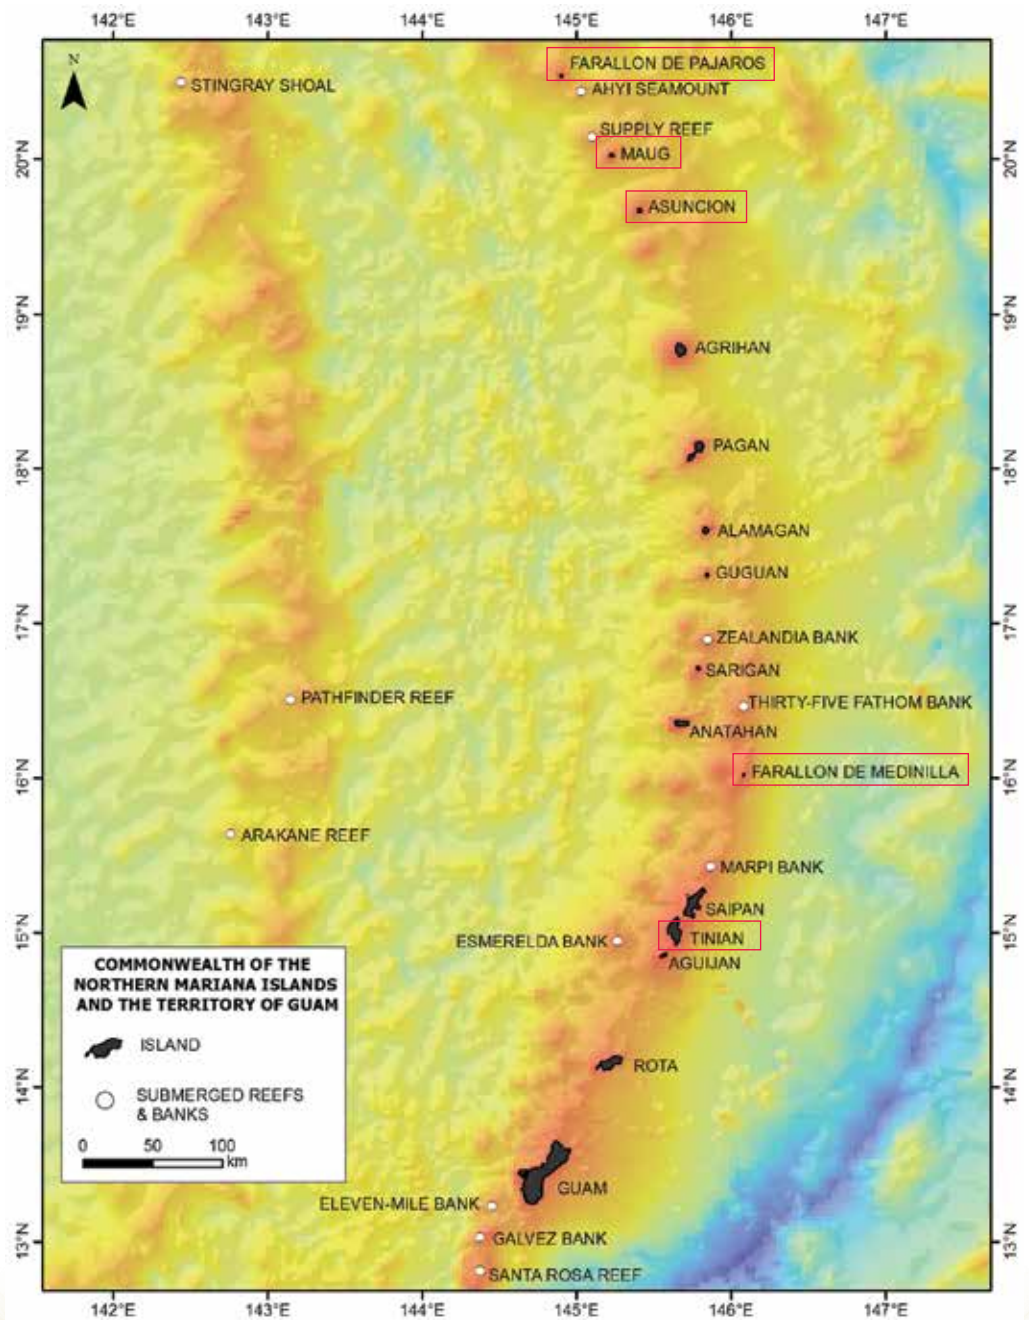 142°E 143°E 144°E 145°E 146°E 147°E
N
FARALLON DE PAJAROS
STINGRAY SHOAL
AHYI SEAMOUNT
SUPPLY REEF
MAUG
20°N 20°N
ASUNCION
19°N 19°N
AGRIHAN
PAGAN
18°N 18°N
ALAMAGAN
GUGUAN
17°N 17°N
ZEALANDIA BANK
SARIGAN
PATHFINDER REEF
THIRTY-FIVE FATHOM BANK
ANATAHAN
FARALLON DE MEDINILLA
16°N 16°N
ARAKANE REEF
MARPI BANK
SAIPAN
15°N 15°N
TINIAN
ESMERELDA BANK
AGUIJAN
COMMONWEALTH OF THE
NORTHERN MARIANA ISLANDS
AND THE TERRITORY OF GUAM
ISLAND
SUBMERGED REEFS
& BANKS
0 50 100
km
ROTA
14°N 14°N
GUAM
ELEVEN-MILE BANK
GALVEZ BANK
13°N 13°N
SANTA ROSA REEF
142°E 143°E 144°E 145°E 146°E 147°E